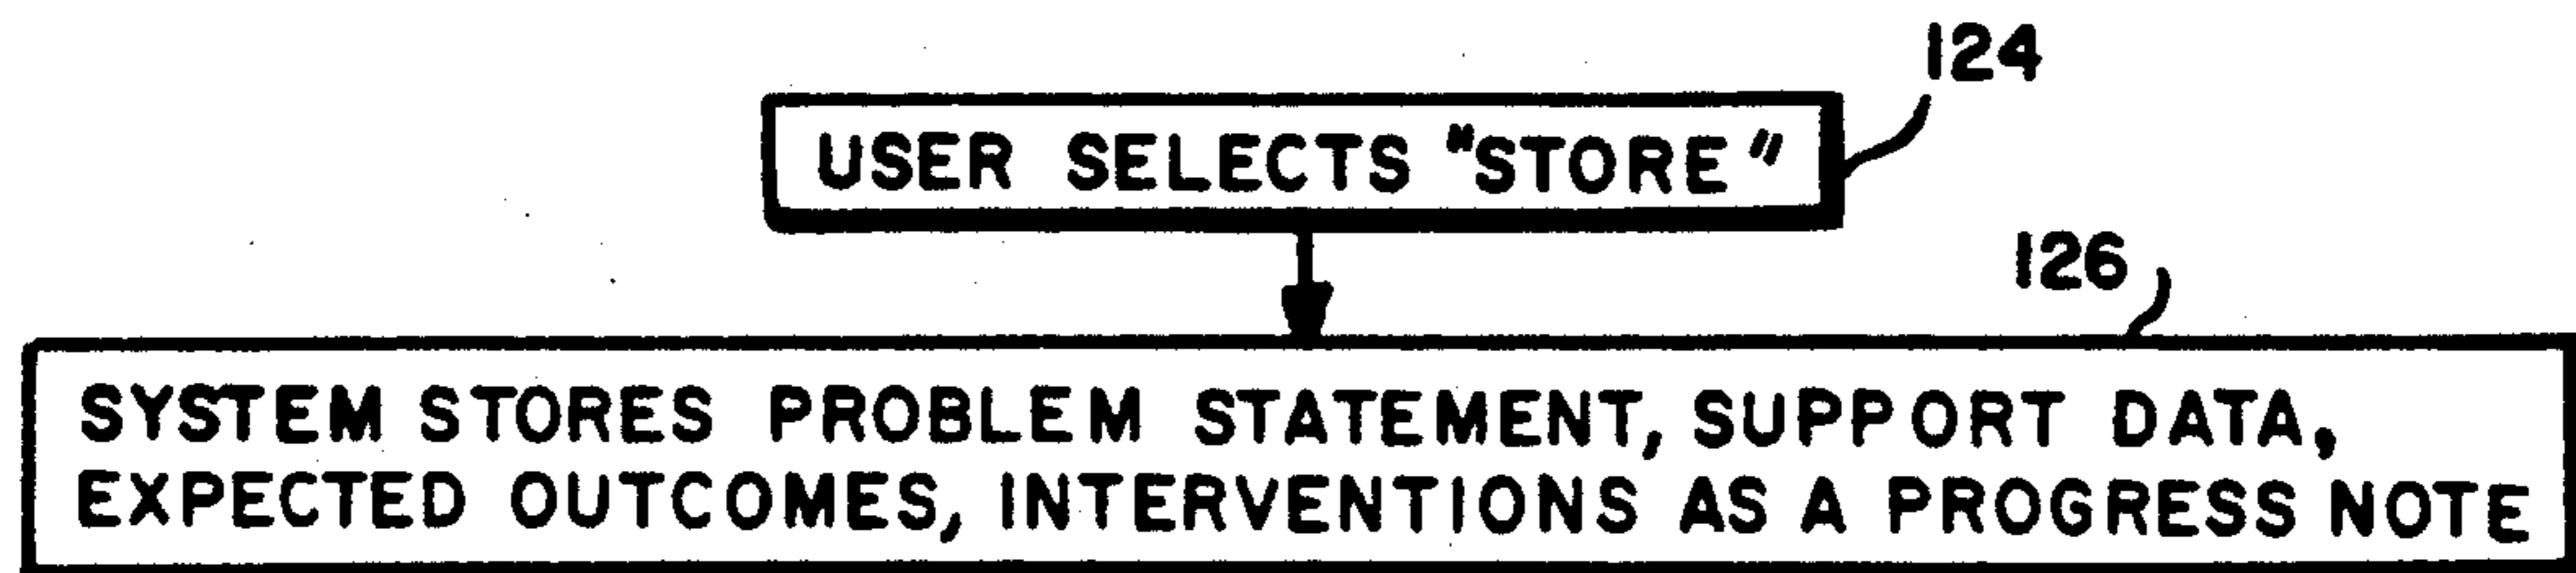 124
USER SELECTS "STORE"
126
SYSTEM STORES PROBLEM STATEMENT, SUPPORT DATA,
EXPECTED OUTCOMES, INTERVENTIONS AS A PROGRESS NOTE